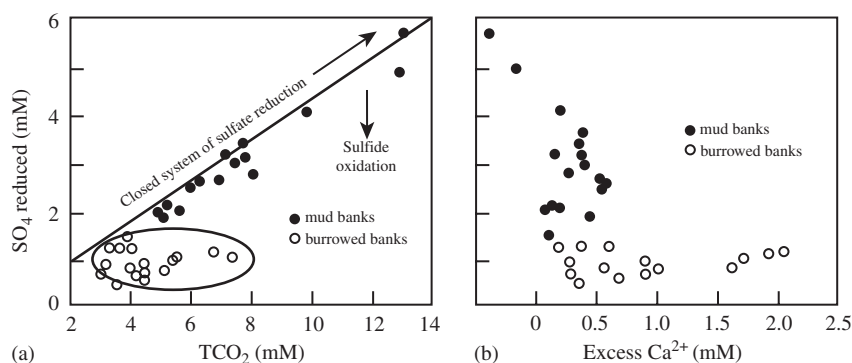 6
4
2
0
SO4 reduced (mM)
2
4
6
8
10
12
14
TCO2 (mM)
(a)
Closed system of sulfate reduction
Sulfide
oxidation
mud banks
burrowed banks
0
0.5
1.0
1.5
2.0
2.5
Excess Ca2+ (mM)
(b)
mud banks
burrowed banks